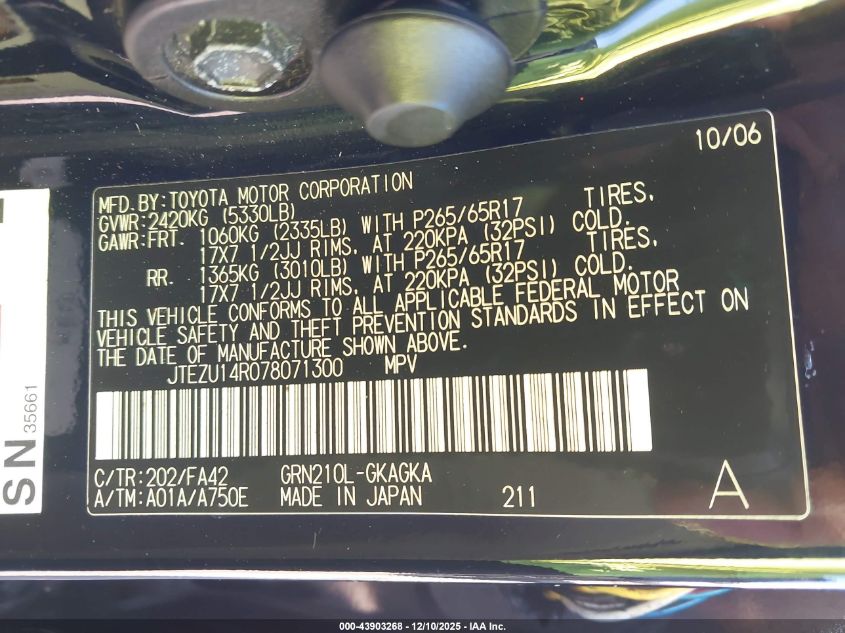 10/06
MFD.BY:TOYOTA MOTOR CORPORATION
GVWR:2420KG (5330LB)
GAWR:FRT. 1060KG (2335LB) WITH P265/65R17 TIRES.
17X7 1/2JJ RIMS. AT 220KPA (32PSI) COLD.
RR. 1365KG (3010LB) WITH P265/65R17 TIRES.
17X7 1/2JJ RIMS. AT 220KPA (32PSI) COLD.
THIS VEHICLE CONFORMS TO ALL APPLICABLE FEDERAL MOTOR
VEHICLE SAFETY AND THEFT PREVENTION STANDARDS IN EFFECT ON
THE DATE OF MANUFACTURE SHOWN ABOVE.
JTEZU14R078071300 MPV
C/TR:202/FA42 GRN210L-GKAGKA
A/TM:A01A/A750E MADE IN JAPAN 211 A
SN 35661
000-43903268 - 12/10/2025 - IAA Inc.